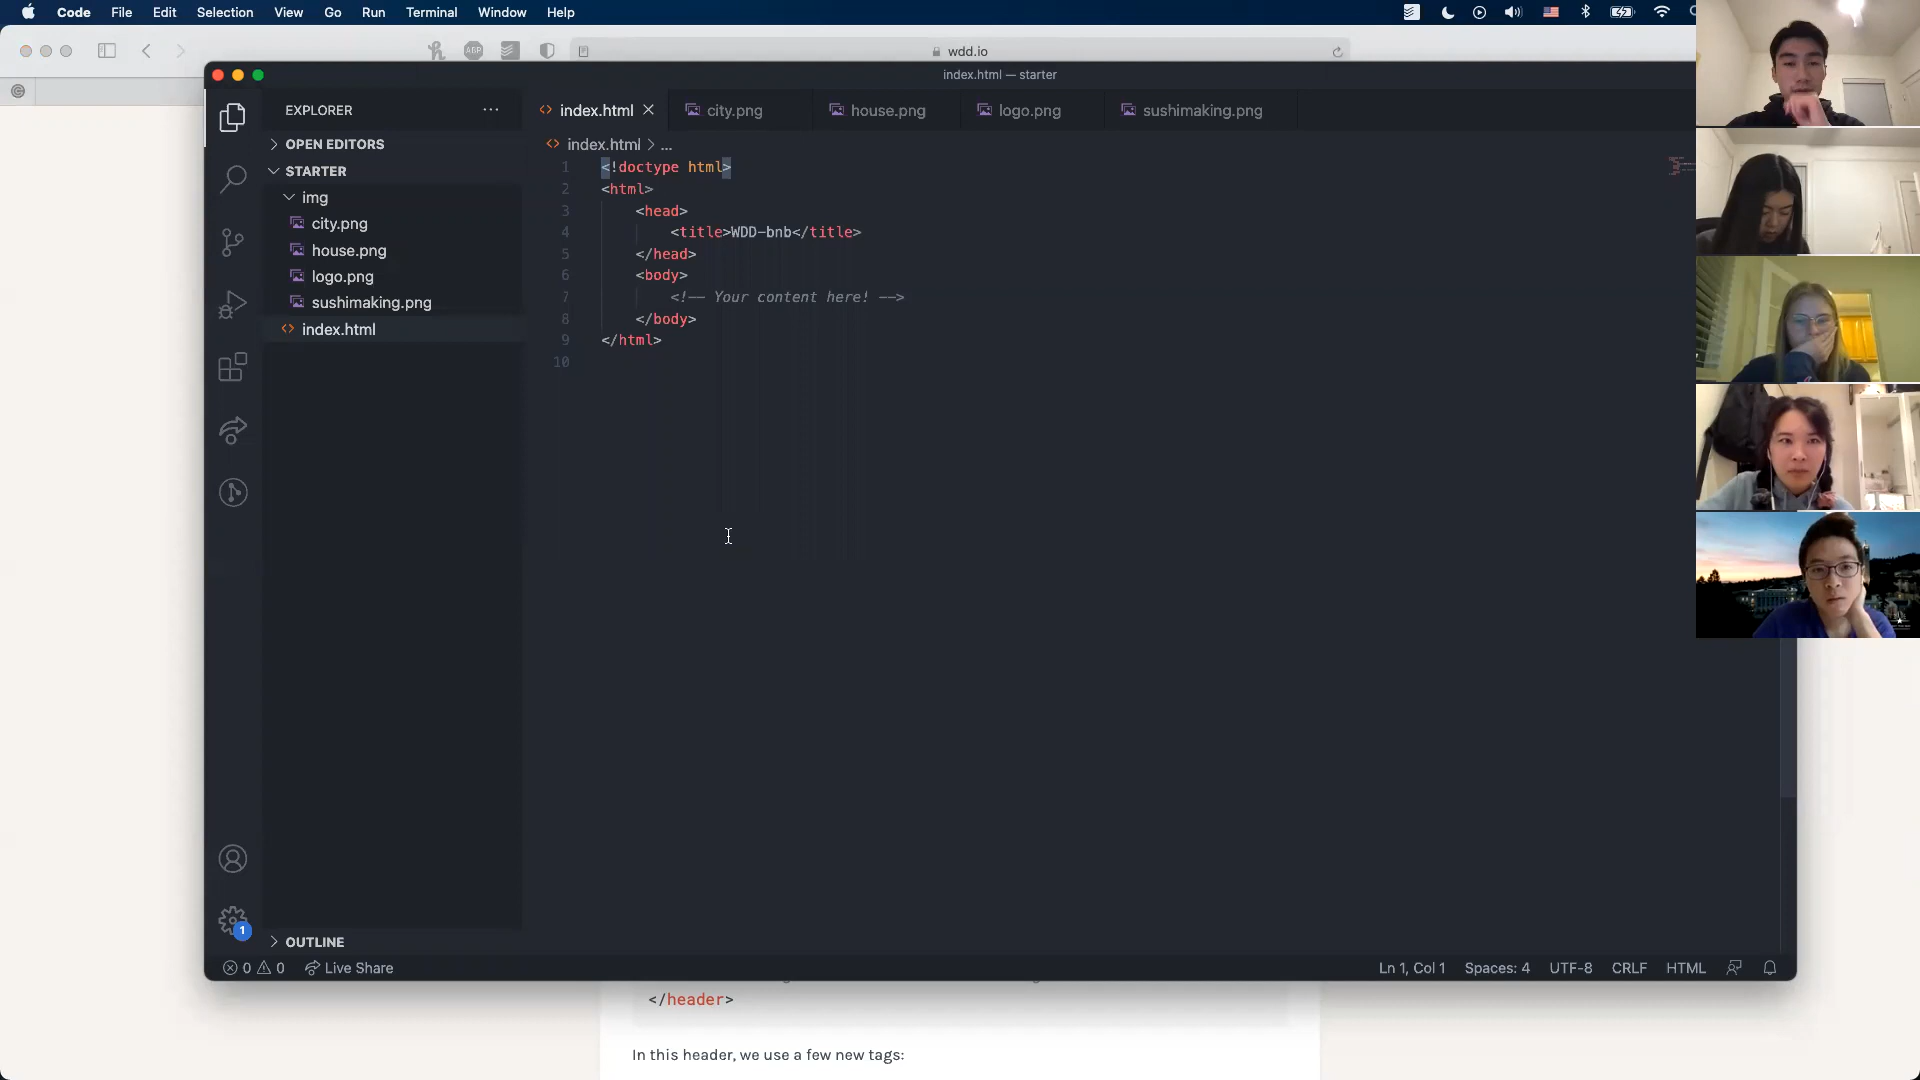 Code File Edit Selection View Go Run Terminal Window Help
ABP
wdd.io
index.html — starter
EXPLORER
index.html
city.png
house.png
logo.png
sushimaking.png
OPEN EDITORS
index.html > ...
STARTER
img
city.png
house.png
logo.png
sushimaking.png
index.html
1 <!doctype html>
2 <html>
3 <head>
4 <title>WDD-bnb</title>
5 </head>
6 <body>
7 <!-- Your content here! -->
8 </body>
9 </html>
10
1
OUTLINE
0 0 Live Share
Ln 1, Col 1 Spaces: 4 UTF-8 CRLF HTML
</header>
In this header, we use a few new tags: